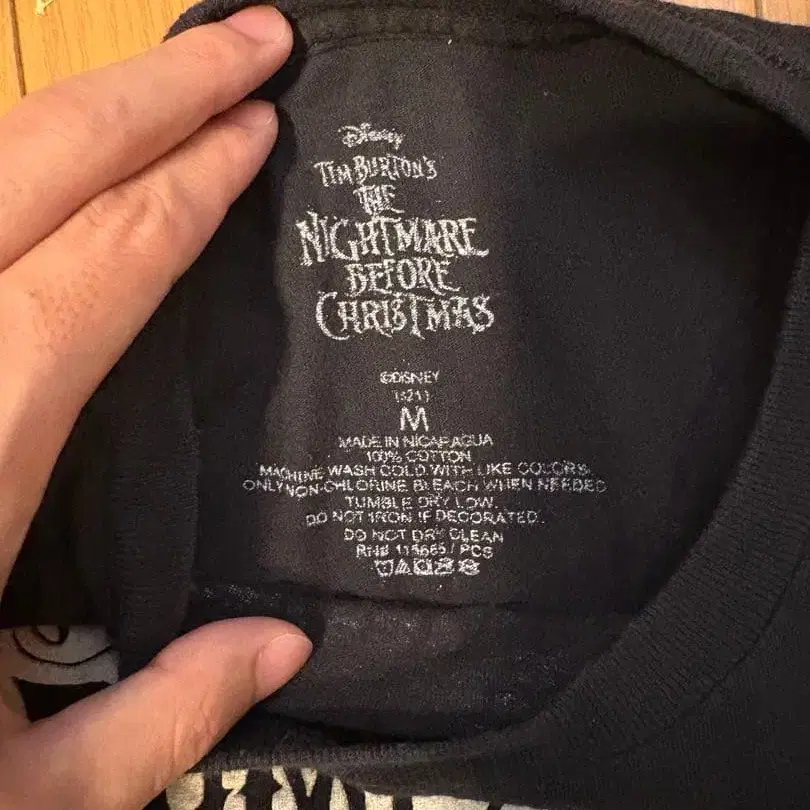 Disney
TIM BURTON'S
THE
NIGHTMARE
BEFORE
CHRISTMAS
©DISNEY
M
MADE IN NICARAGUA
100% COTTON
MACHINE WASH COLD WITH LIKE COLORS.
ONLY NON-CHLORINE BLEACH WHEN NEEDED
TUMBLE DRY LOW.
DO NOT IRON IF DECORATED.
DO NOT DRY CLEAN
RN# 115665 / PCS